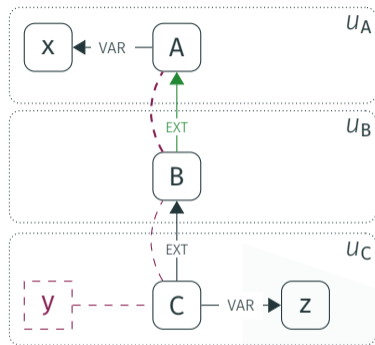 u_A
x VAR A
EXT
u_B
B
u_C
EXT
y C VAR z